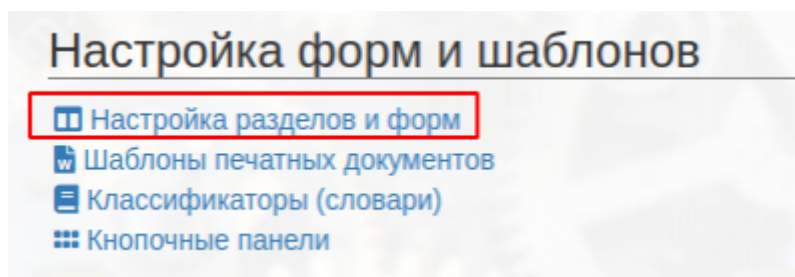 Настройка форм и шаблонов
Настройка разделов и форм
Шаблоны печатных документов
Классификаторы (словари)
Кнопочные панели